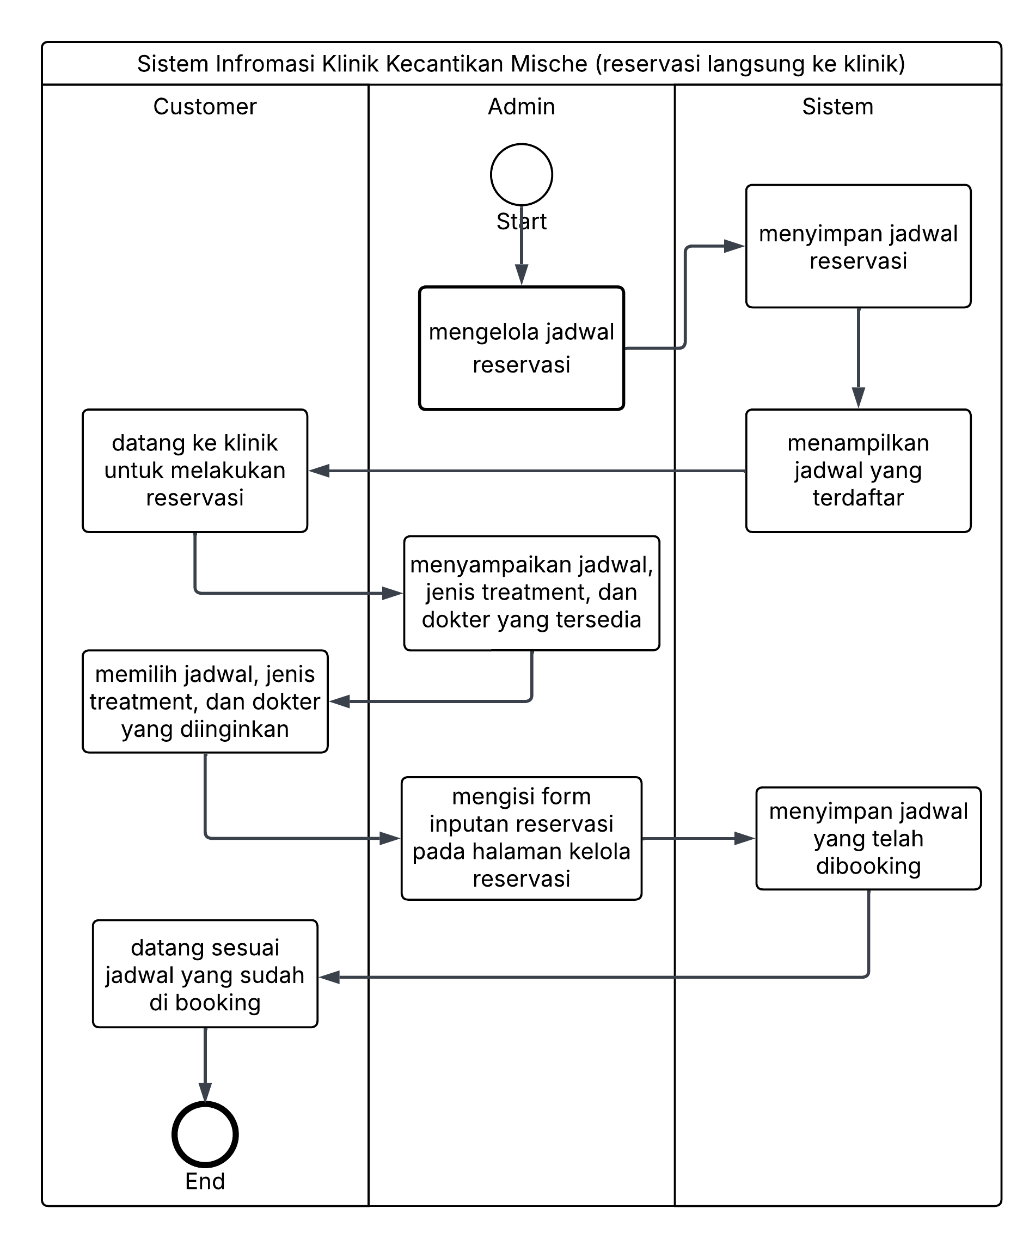 Sistem Infromasi Klinik Kecantikan Mische (reservasi langsung ke klinik)
Customer
Admin
Sistem
Start
menyimpan jadwal
reservasi
mengelola jadwal
reservasi
datang ke klinik
untuk melakukan
reservasi
menampilkan
jadwal yang
terdaftar
menyampaikan jadwal,
jenis treatment, dan
dokter yang tersedia
memilih jadwal, jenis
treatment, dan dokter
yang diinginkan
mengisi form
inputan reservasi
pada halaman kelola
reservasi
menyimpan jadwal
yang telah
dibooking
datang sesuai
jadwal yang sudah
di booking
End